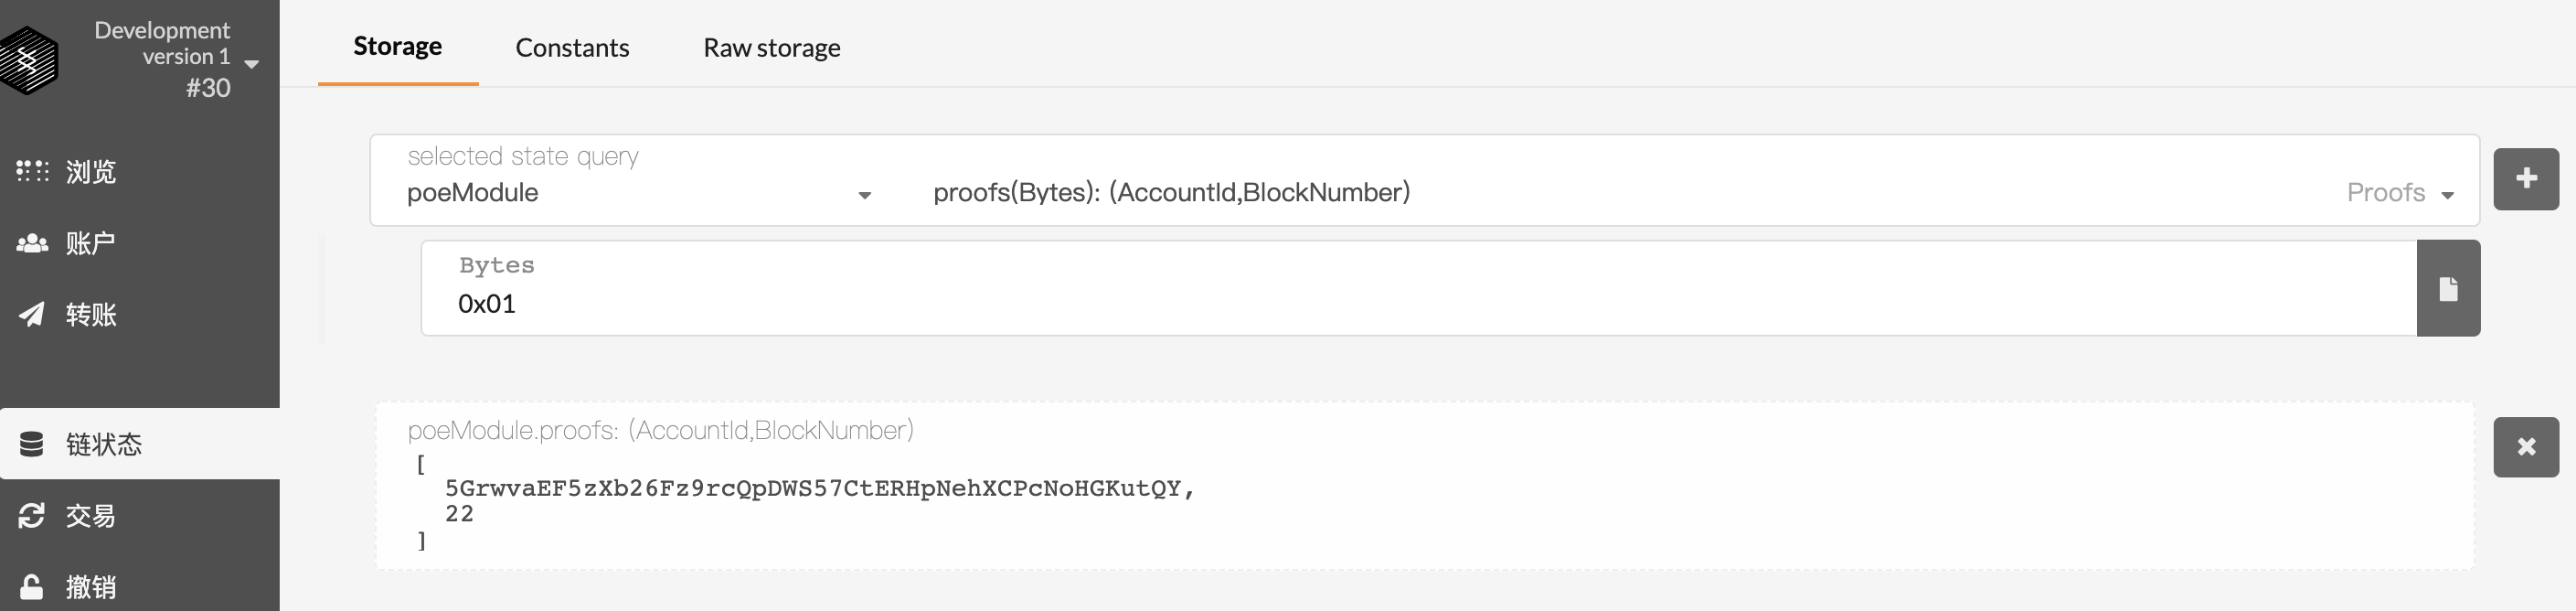 Development
version 1
#30
浏览
账户
转账
链状态
交易
撤销
Storage Constants Raw storage
selected state query
poeModule proofs(Bytes): (AccountId,BlockNumber) Proofs
Bytes
0x01
poeModule.proofs: (AccountId,BlockNumber)
[
5GrwvaEF5zXb26Fz9rcQpDWS57CtERHpNehXCPcNoHGKutQY,
22
]